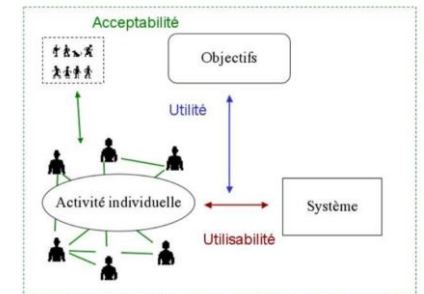 Acceptabilité
Objectifs
Utilité
Activité individuelle
Système
Utilisabilité